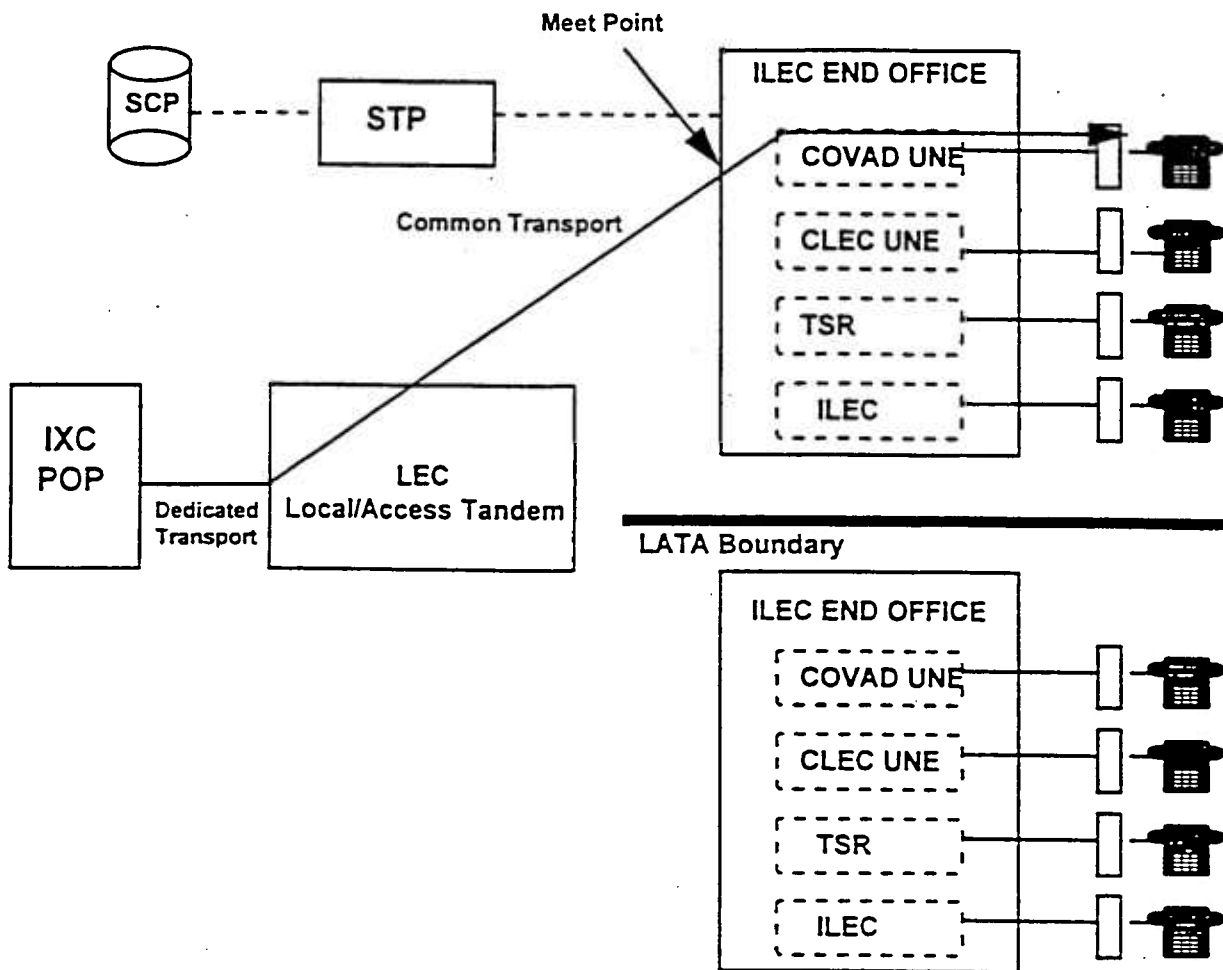 Meet Point
SCP
STP
ILEC END OFFICE
COVAD UNE
CLEC UNE
TSR
ILEC
Common Transport
IXC
POP
Dedicated
Transport
LEC
Local/Access Tandem
LATA Boundary
ILEC END OFFICE
COVAD UNE
CLEC UNE
TSR
ILEC